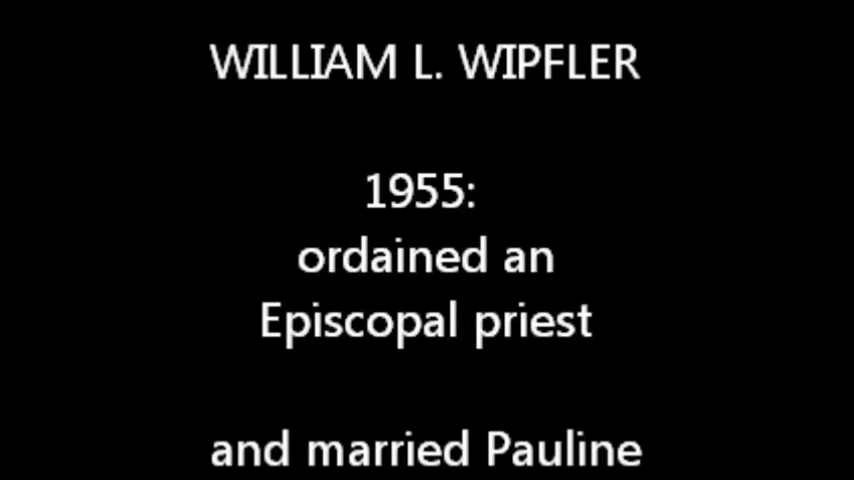 WILLIAM L. WIPFLER
1955:
ordained an
Episcopal priest
and married Pauline